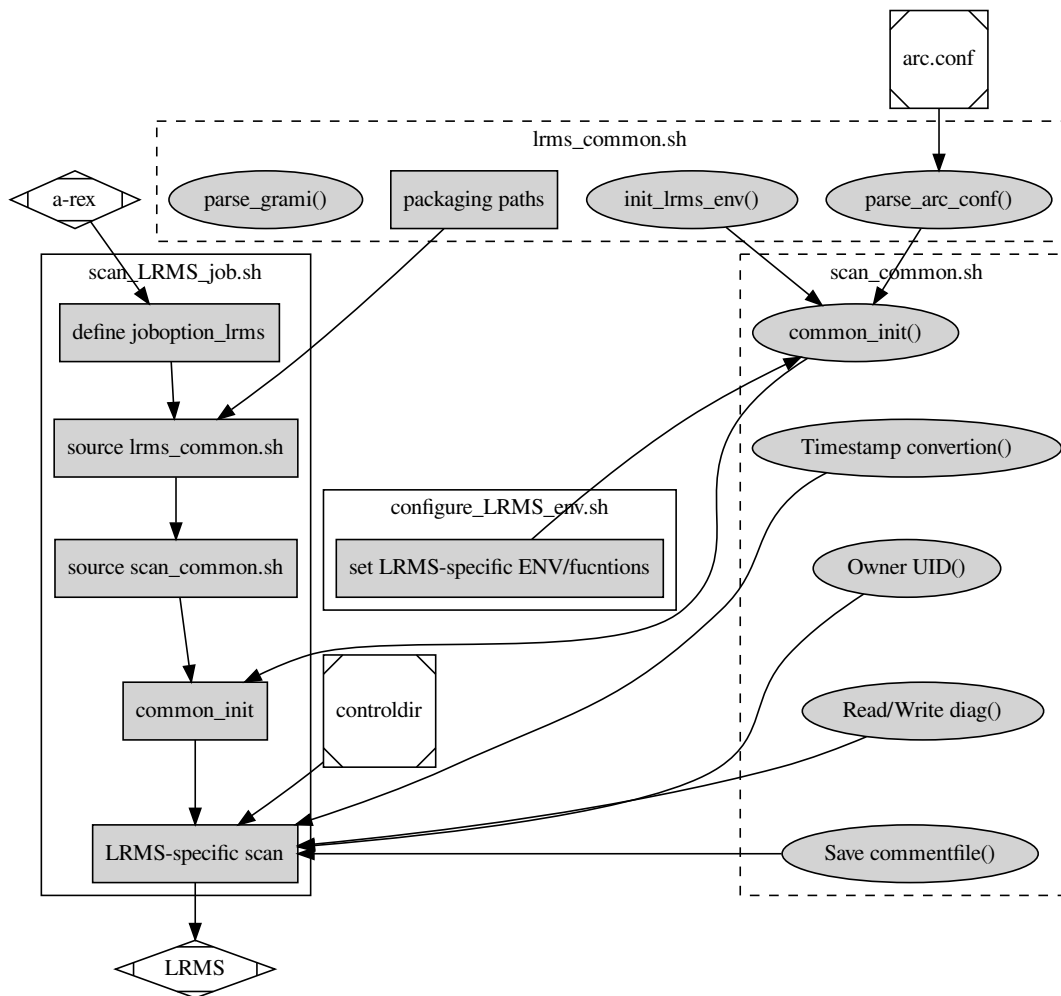 arc.conf
lrms_common.sh
a-rex
parse_grami()
packaging paths
init_lrms_env()
parse_arc_conf()
scan_LRMS_job.sh
scan_common.sh
define joboption_lrms
common_init()
source lrms_common.sh
Timestamp convertion()
configure_LRMS_env.sh
source scan_common.sh
set LRMS-specific ENV/fucntions
Owner UID()
common_init
controldir
Read/Write diag()
LRMS-specific scan
Save commentfile()
LRMS